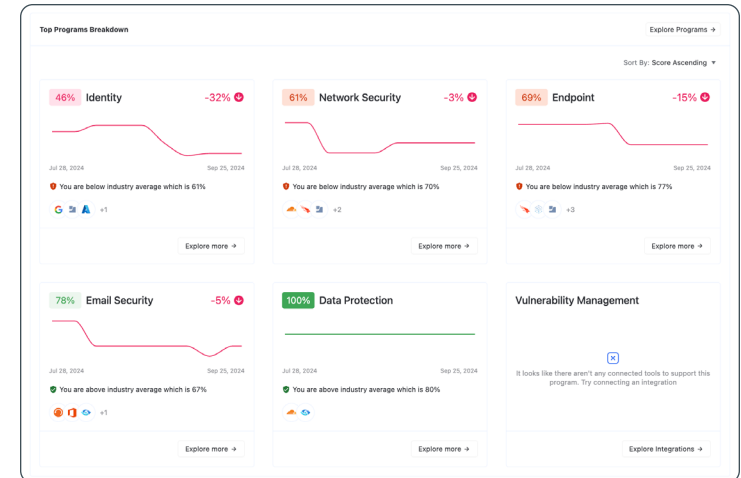 Top Programs Breakdown
Explore Programs →
Sort By: Score Ascending ▼
46% Identity -32%
Jul 28, 2024 Sep 25, 2024
You are below industry average which is 61%
+1
Explore more →
61% Network Security -3%
Jul 28, 2024 Sep 25, 2024
You are below industry average which is 70%
+2
Explore more →
69% Endpoint -15%
Jul 28, 2024 Sep 25, 2024
You are below industry average which is 77%
+3
Explore more →
78% Email Security -5%
Jul 28, 2024 Sep 25, 2024
You are above industry average which is 67%
+1
Explore more →
100% Data Protection
Jul 28, 2024 Sep 25, 2024
You are above industry average which is 80%
Explore more →
Vulnerability Management
It looks like there aren't any connected tools to support this
program. Try connecting an integration
Explore Integrations →